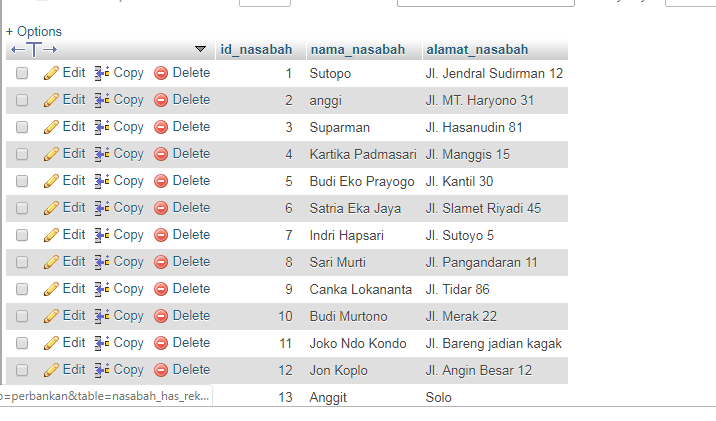 + Options
id_nasabah nama_nasabah alamat_nasabah
Edit Copy Delete 1 Sutopo Jl. Jendral Sudirman 12
Edit Copy Delete 2 anggi Jl. MT. Haryono 31
Edit Copy Delete 3 Suparman Jl. Hasanudin 81
Edit Copy Delete 4 Kartika Padmasari Jl. Manggis 15
Edit Copy Delete 5 Budi Eko Prayogo Jl. Kantil 30
Edit Copy Delete 6 Satria Eka Jaya Jl. Slamet Riyadi 45
Edit Copy Delete 7 Indri Hapsari Jl. Sutoyo 5
Edit Copy Delete 8 Sari Murti Jl. Pangandaran 11
Edit Copy Delete 9 Canka Lokananta Jl. Tidar 86
Edit Copy Delete 10 Budi Murtono Jl. Merak 22
Edit Copy Delete 11 Joko Ndo Kondo Jl. Bareng jadian kagak
Edit Copy Delete 12 Jon Koplo Jl. Angin Besar 12
=perbankan&table=nasabah_has_rek... 13 Anggit Solo